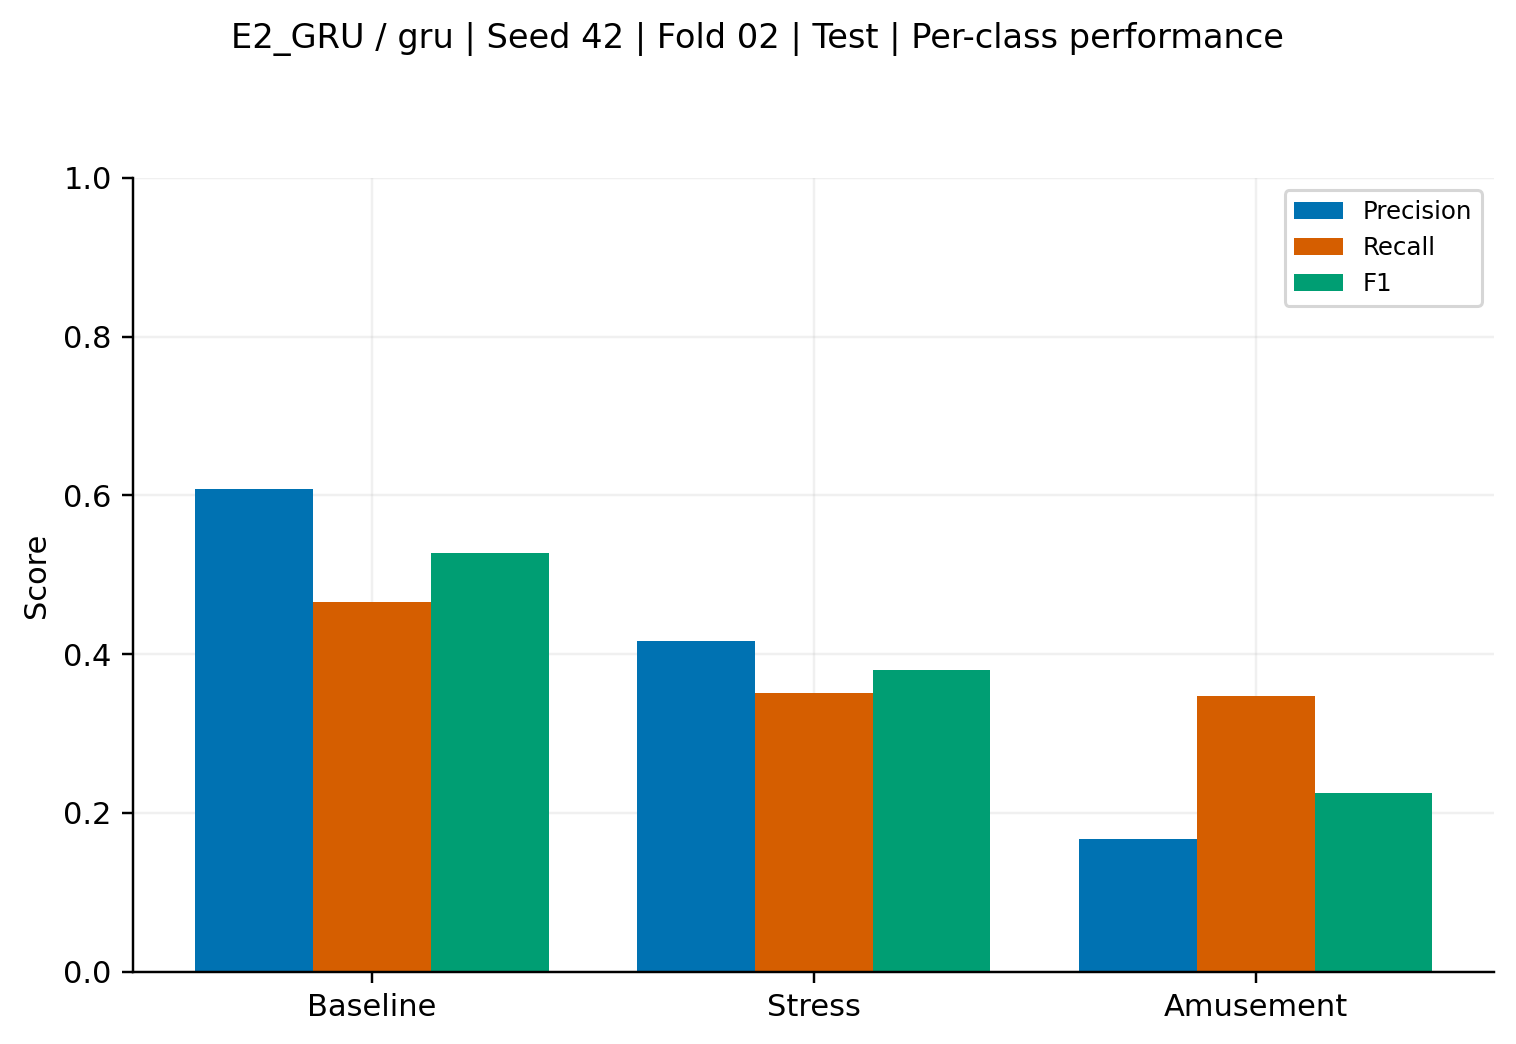 E2_GRU / gru | Seed 42 | Fold 02 | Test | Per-class performance
1.0
Precision
Recall
F1
0.8
0.6
Score
0.4
0.2
0.0
Baseline
Stress
Amusement